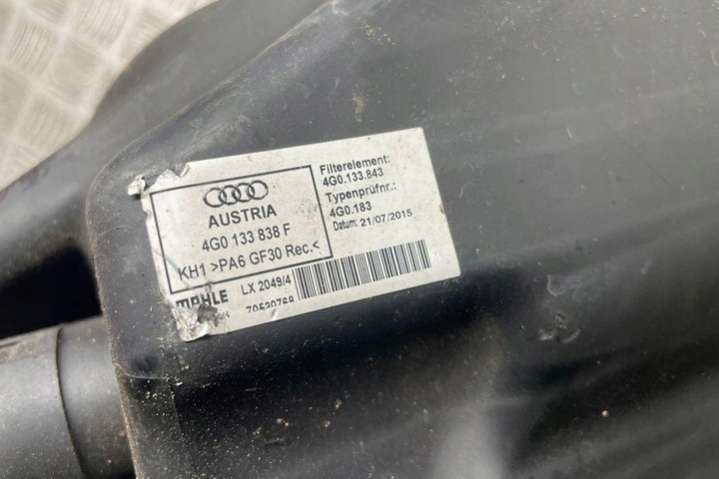 AUSTRIA
4G0 133 838 F
KH1 >PA6 GF30 Rec.<
Filterelement:
4G0.133.843
Typenprüfnr.:
4G0.183
Datum: 21/07/2015
MAHLE
LX 2049/4
70520768